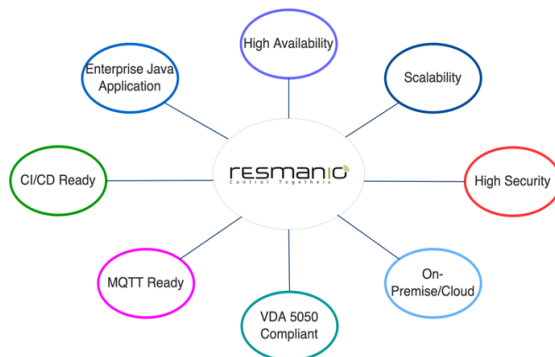 High Availability
Enterprise Java
Application
Scalability
CI/CD Ready
resmanio
Control Together
High Security
MQTT Ready
On-
Premise/Cloud
VDA 5050
Compliant